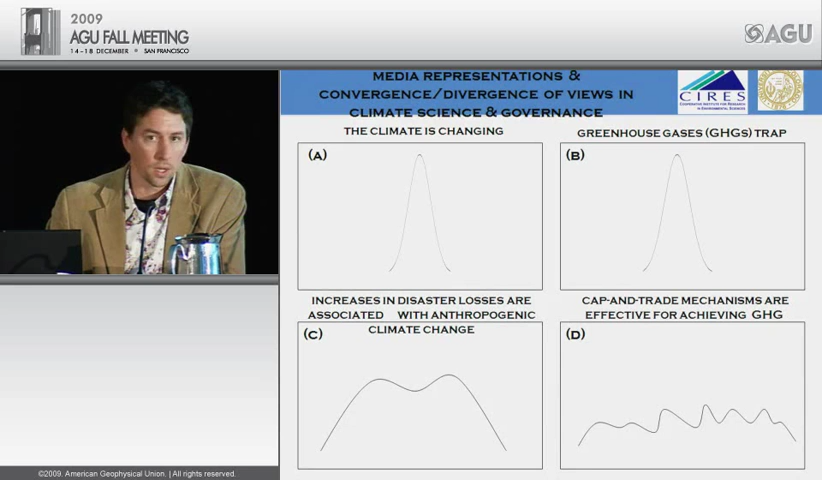 2009
AGU FALL MEETING
14-18 DECEMBER • SAN FRANCISCO
AGU
MEDIA REPRESENTATIONS &
CONVERGENCE/DIVERGENCE OF VIEWS IN
CLIMATE SCIENCE & GOVERNANCE
CIRES
THE CLIMATE IS CHANGING
GREENHOUSE GASES (GHGS) TRAP
(A)
(B)
INCREASES IN DISASTER LOSSES ARE
ASSOCIATED WITH ANTHROPOGENIC
CLIMATE CHANGE
CAP-AND-TRADE MECHANISMS ARE
EFFECTIVE FOR ACHIEVING GHG
(C)
(D)
©2009. American Geophysical Union. | All rights reserved.